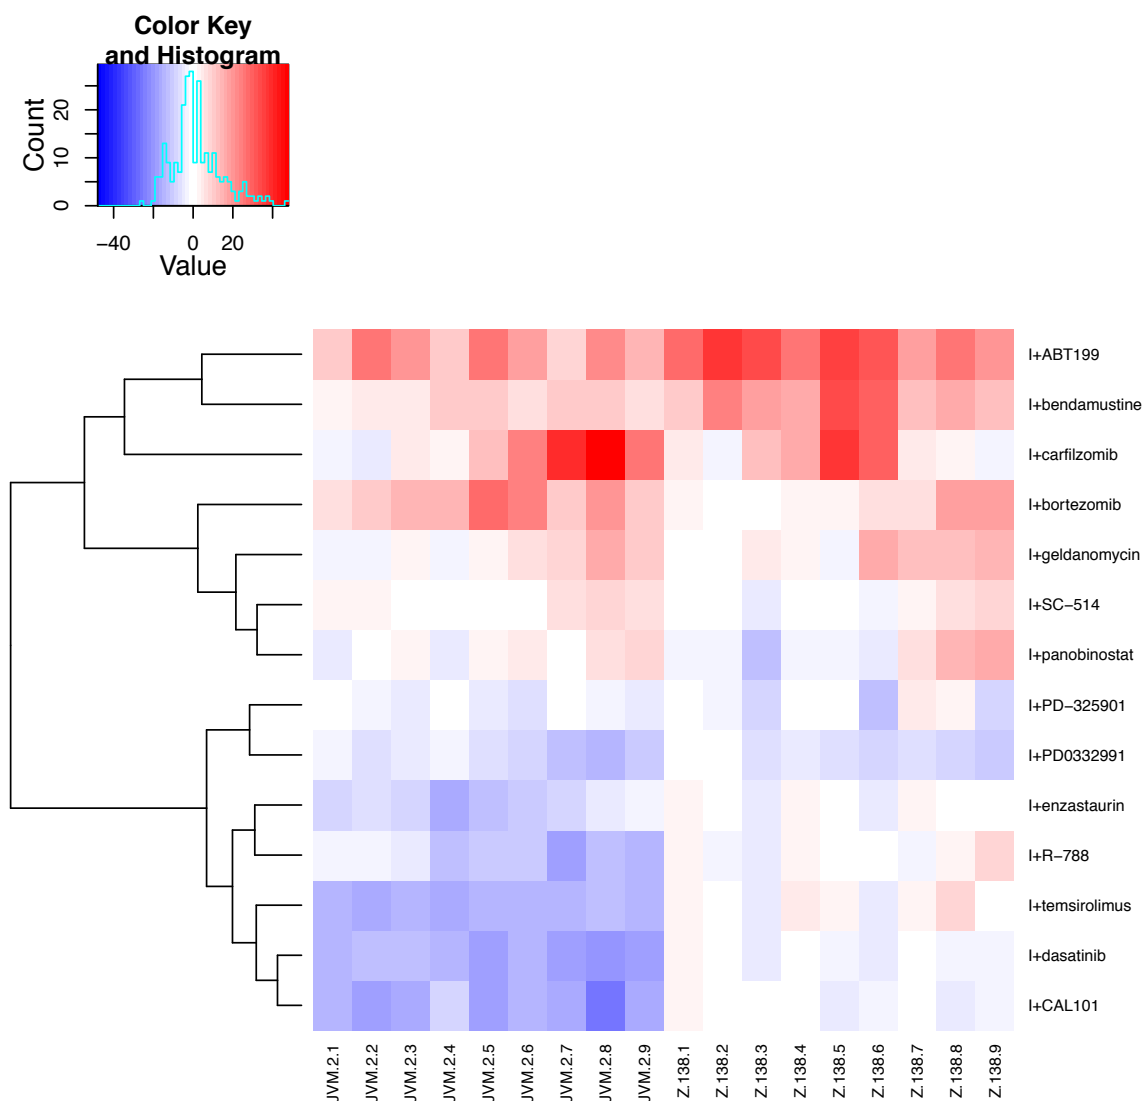 Color Key
and Histogram
Count
0
10
20
−40
0
20
Value
I+ABT199
I+bendamustine
I+carfilzomib
I+bortezomib
I+geldanomycin
I+SC−514
I+panobinostat
I+PD−325901
I+PD0332991
I+enzastaurin
I+R−788
I+temsirolimus
I+dasatinib
I+CAL101
JVM.2.1
JVM.2.2
JVM.2.3
JVM.2.4
JVM.2.5
JVM.2.6
JVM.2.7
JVM.2.8
JVM.2.9
Z.138.1
Z.138.2
Z.138.3
Z.138.4
Z.138.5
Z.138.6
Z.138.7
Z.138.8
Z.138.9